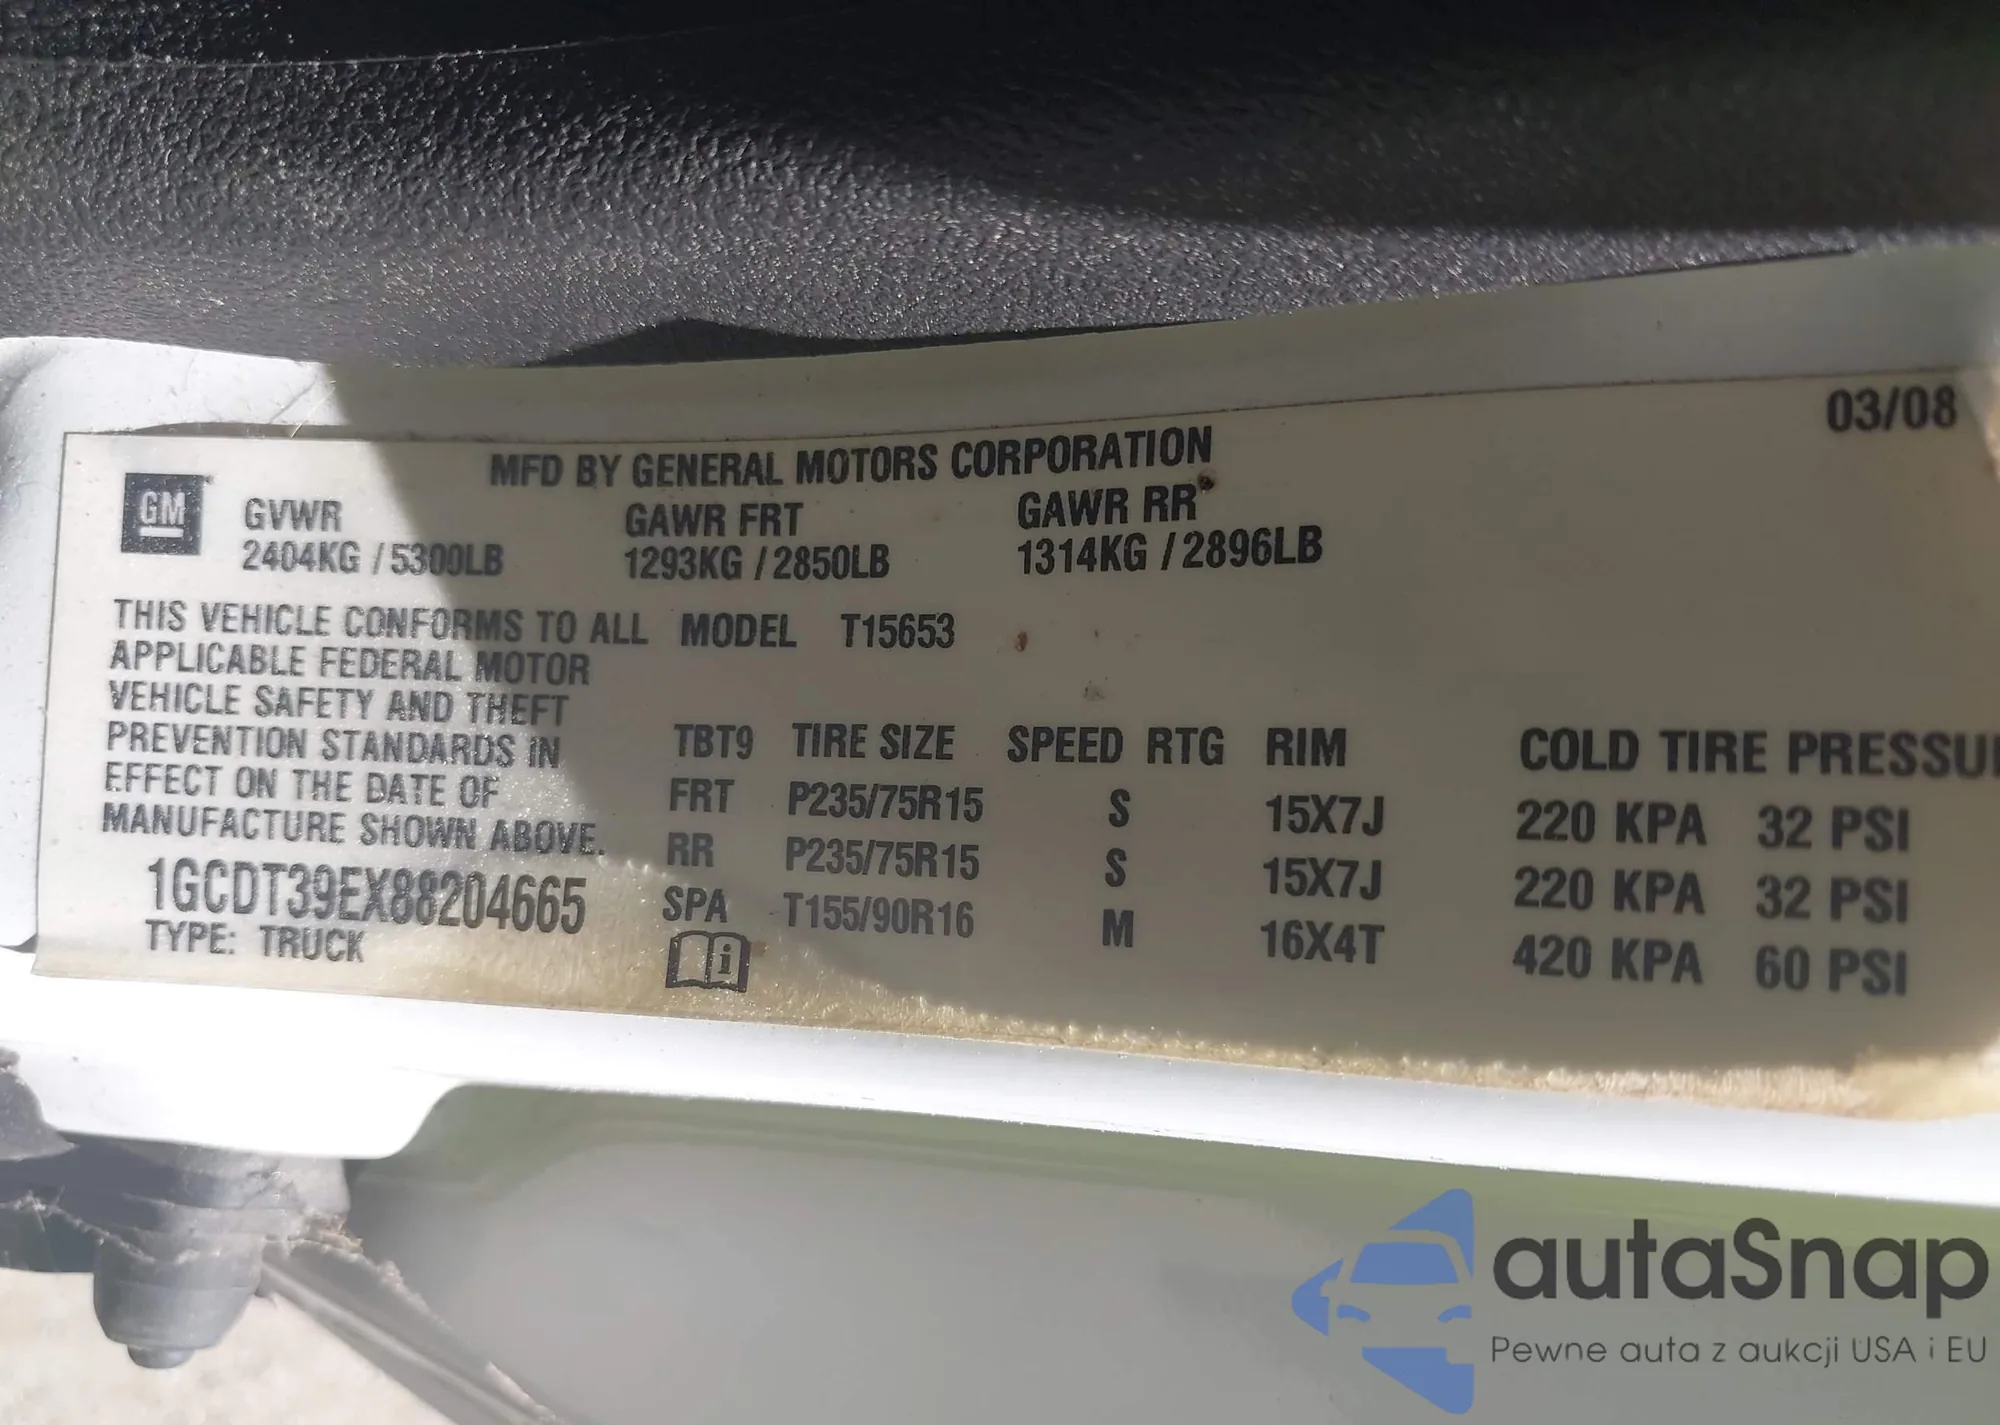 03/08
MFD BY GENERAL MOTORS CORPORATION
GM
GVWR GAWR FRT GAWR RR
2404KG / 5300LB 1293KG / 2850LB 1314KG / 2896LB
THIS VEHICLE CONFORMS TO ALL
APPLICABLE FEDERAL MOTOR
VEHICLE SAFETY AND THEFT
PREVENTION STANDARDS IN
EFFECT ON THE DATE OF
MANUFACTURE SHOWN ABOVE.
1GCDT39EX88204665
TYPE: TRUCK
MODEL T15653
TBT9 TIRE SIZE SPEED RTG RIM COLD TIRE PRESSU
FRT P235/75R15 S 15X7J 220 KPA 32 PSI
RR P235/75R15 S 15X7J 220 KPA 32 PSI
SPA T155/90R16 M 16X4T 420 KPA 60 PSI
i
autaSnap
Pewne auta z aukcji USA i EU